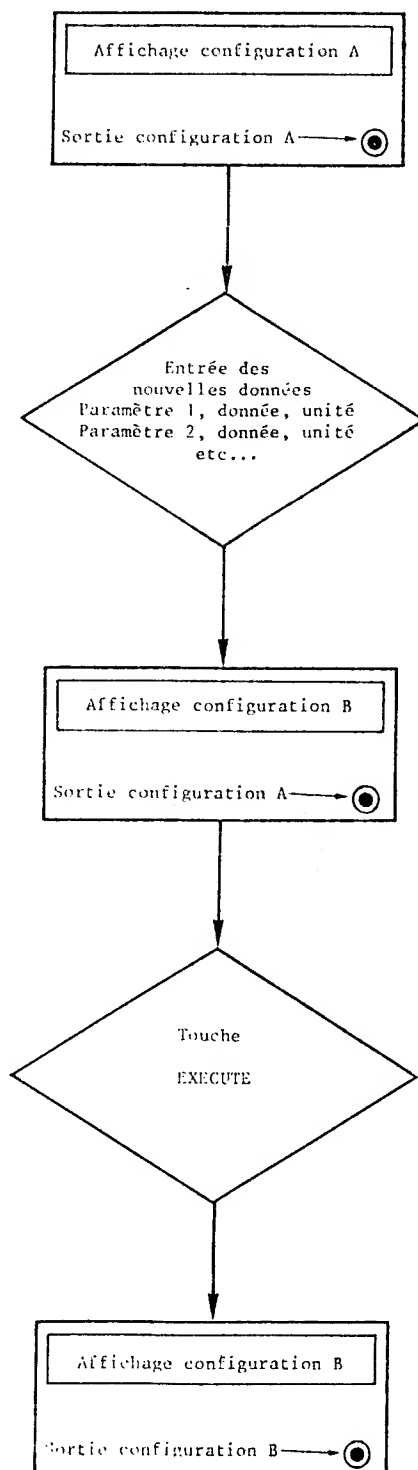 Affichage configuration A
Sortie configuration A
Entrée des
nouvelles données
Paramètre 1, donnée, unité
Paramètre 2, donnée, unité
etc...
Affichage configuration B
Sortie configuration A
Touche
EXECUTE
Affichage configuration B
Sortie configuration B